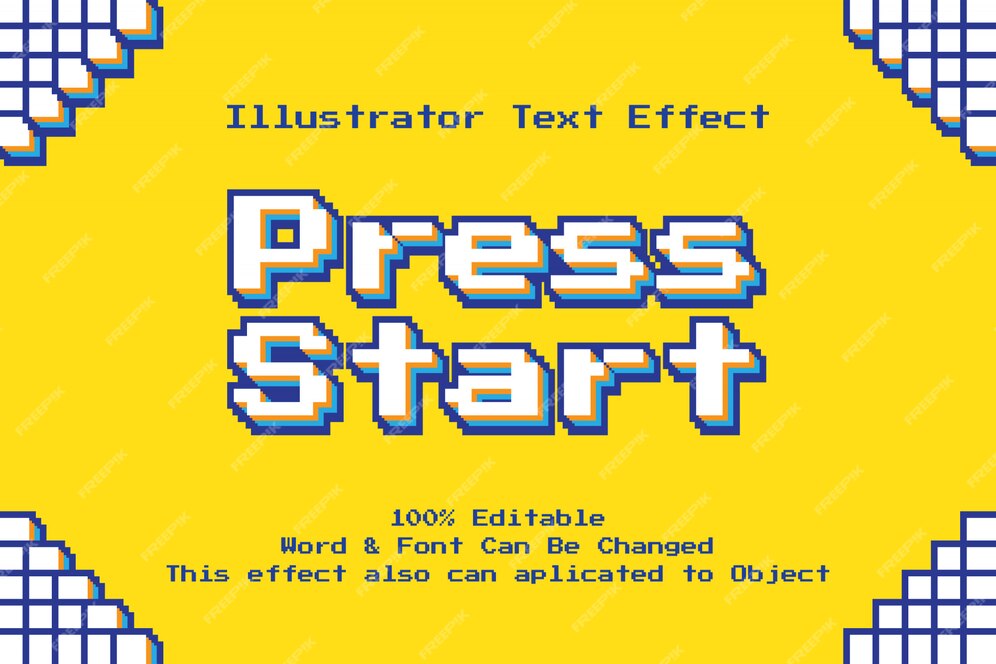 Illustrator Text Effect
Press
Start
100% Editable
Word & Font Can Be Changed
This effect also can aplicated to Object
FREEPIK